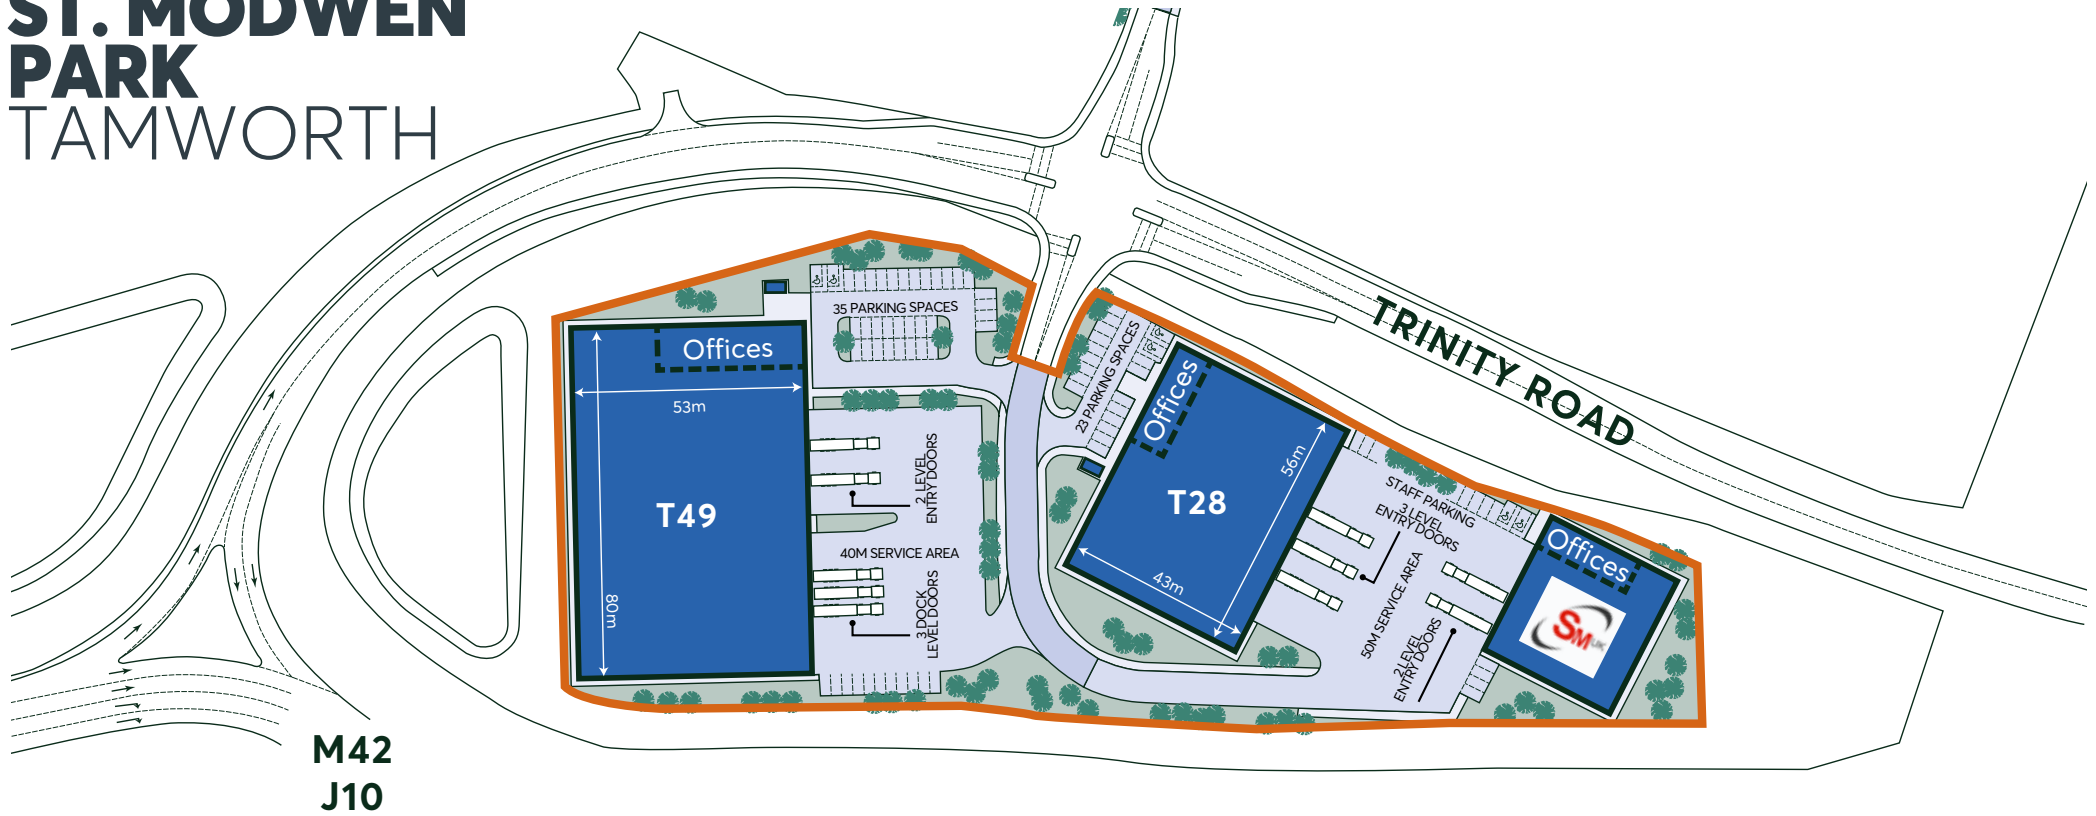 ST. MODWEN
PARK
TAMWORTH
35 PARKING SPACES
Offices
53m
T49
80m
2 LEVEL
ENTRY DOORS
40M SERVICE AREA
3 DOCK
LEVEL DOORS
23 PARKING SPACES
Offices
T28
56m
43m
TRINITY ROAD
STAFF PARKING
3 LEVEL
ENTRY DOORS
50M SERVICE AREA
2 LEVEL
ENTRY DOORS
Offices
SM UK
M42
J10